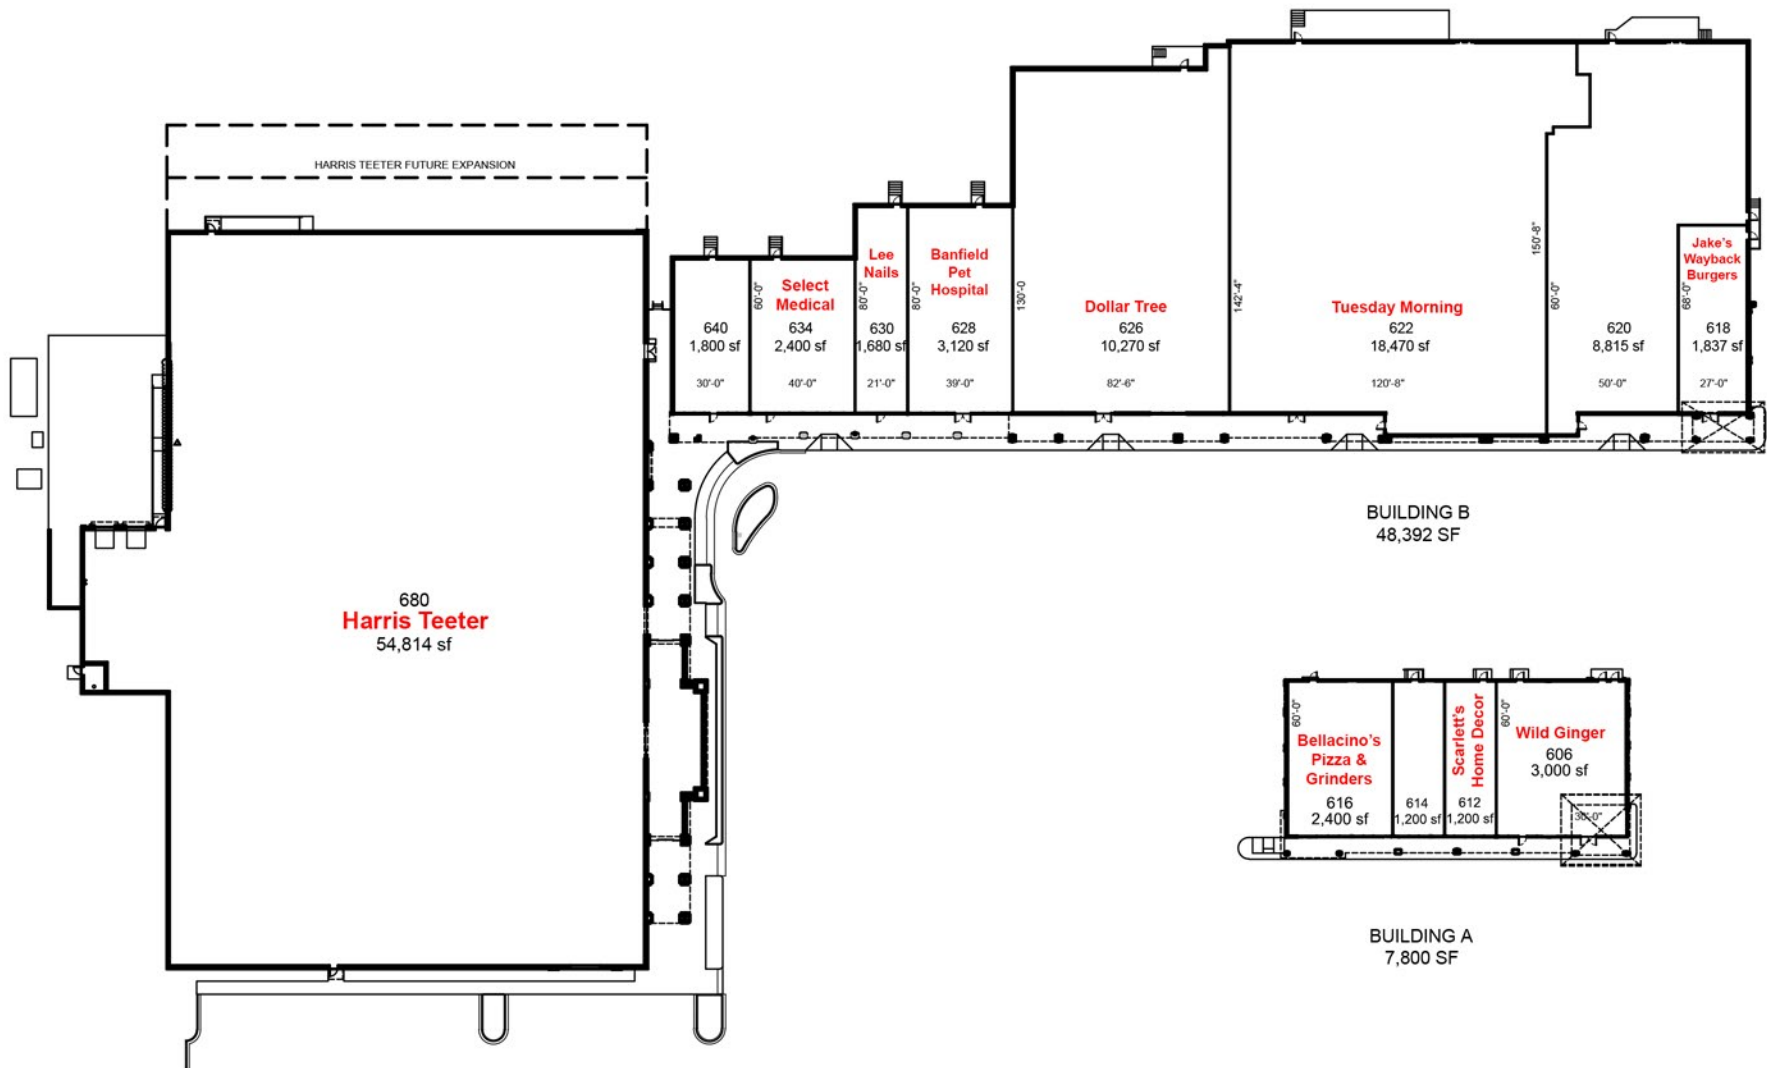 HARRIS TEETER FUTURE EXPANSION
680
Harris Teeter
54,814 sf
640
1,800 sf
30'-0"
60'-0"
Select
Medical
634
2,400 sf
40'-0"
Lee
Nails
80'-0"
630
1,680 sf
21'-0"
80'-0"
Banfield
Pet
Hospital
628
3,120 sf
39'-0"
130'-0
Dollar Tree
626
10,270 sf
82'-6"
142'-4"
Tuesday Morning
622
18,470 sf
120'-8"
150'-8"
60'-0"
620
8,815 sf
50'-0"
Jake's
Wayback
Burgers
68'-0"
618
1,837 sf
27'-0"
BUILDING B
48,392 SF
60'-0"
Bellacino's
Pizza &
Grinders
616
2,400 sf
614
1,200 sf
Scarlett's
Home Decor
612
1,200 sf
60'-0"
Wild Ginger
606
3,000 sf
BUILDING A
7,800 SF